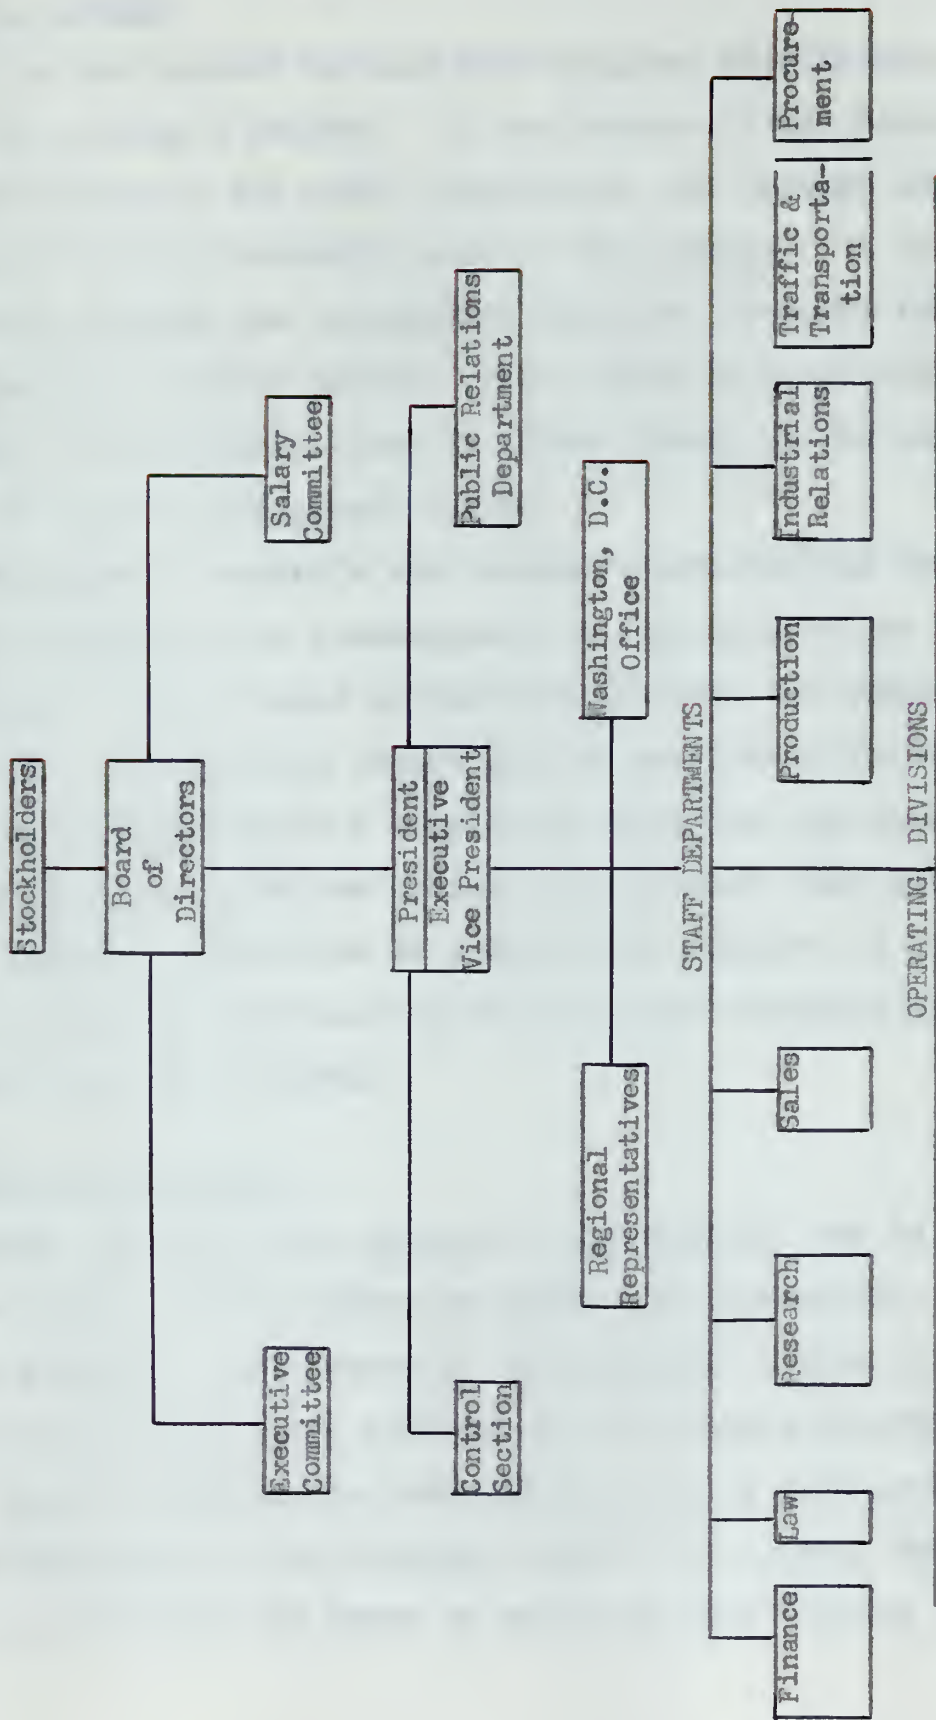 Stockholders
Board
of
Directors
Executive
Committee
Salary
Committee
President
Executive
Vice President
Control
Section
Public Relations
Department
Regional
Representatives
Washington, D.C.
Office
STAFF DEPARTMENTS
Finance
Law
Research
Sales
Production
Industrial
Relations
Traffic &
Transporta-
tion
Procure-
ment
OPERATING DIVISIONS